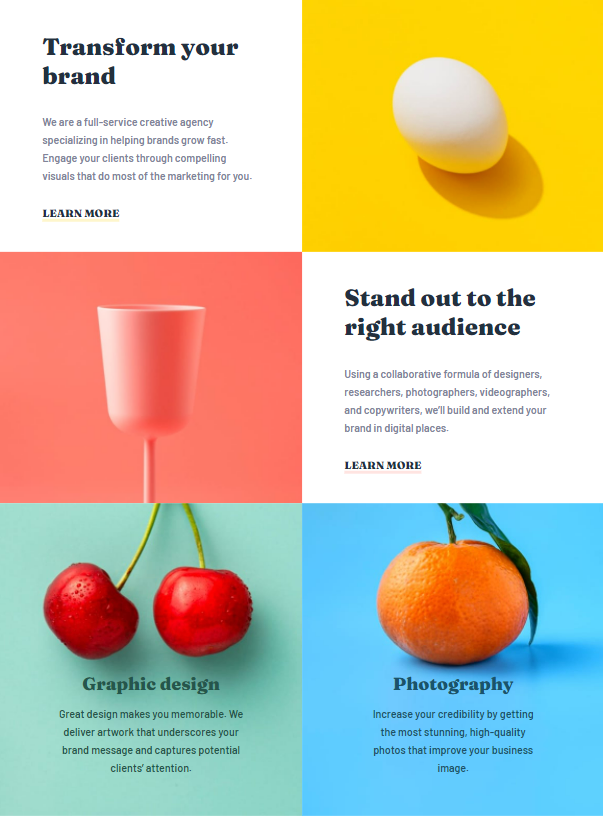 Transform your
brand
We are a full-service creative agency
specializing in helping brands grow fast.
Engage your clients through compelling
visuals that do most of the marketing for you.
LEARN MORE
Stand out to the
right audience
Using a collaborative formula of designers,
researchers, photographers, videographers,
and copywriters, we'll build and extend your
brand in digital places.
LEARN MORE
Graphic design
Great design makes you memorable. We
deliver artwork that underscores your
brand message and captures potential
clients' attention.
Photography
Increase your credibility by getting
the most stunning, high-quality
photos that improve your business
image.